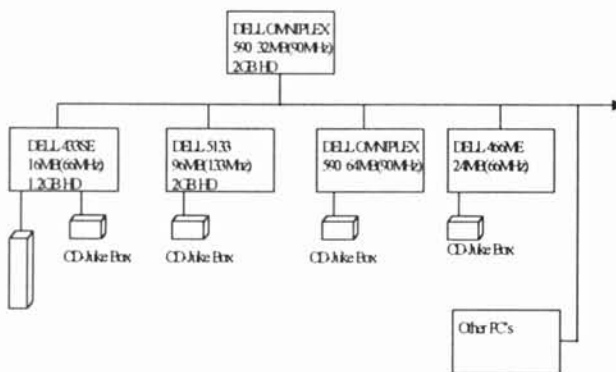 DELL OMNIPLEX
590 32MB(90MHz)
2GB HD
DELL 433SE
16MB(66MHz)
1.2GB HD
DELL 5133
96MB(133Mhz)
2GB HD
DELL OMNIPLEX
590 64MB(90MHz)
DELL 466ME
24MB(66MHz)
CD-Juke Box
CD-Juke Box
CD-Juke Box
CD-Juke Box
Other PC's